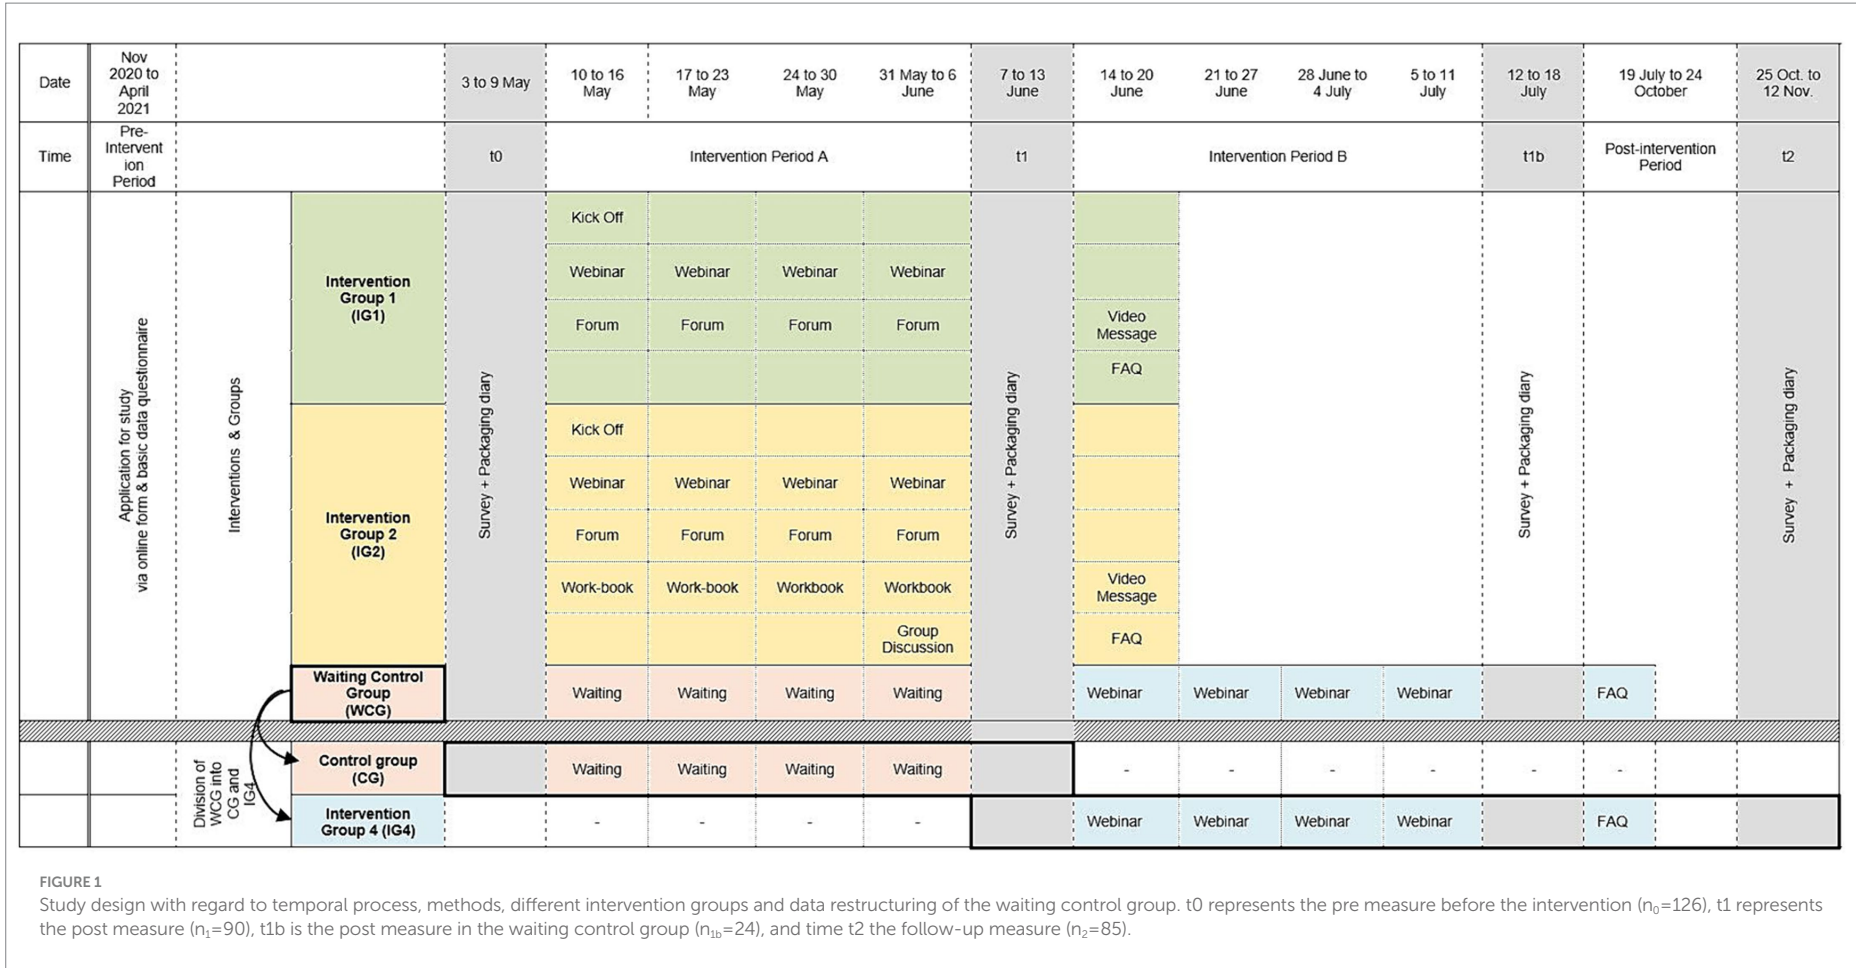 Date
Nov
2020 to
April
2021
3 to 9 May
10 to 16
May
17 to 23
May
24 to 30
May
31 May to 6
June
7 to 13
June
14 to 20
June
21 to 27
June
28 June to
4 July
5 to 11
July
12 to 18
July
19 July to 24
October
25 Oct. to
12 Nov.
Time
Pre-
Intervent
ion
Period
t0
Intervention Period A
t1
Intervention Period B
t1b
Post-intervention
Period
t2
Application for study
via online form & basic data questionnaire
Interventions & Groups
Intervention
Group 1
(IG1)
Survey + Packaging diary
Kick Off
Webinar
Webinar
Webinar
Webinar
Forum
Forum
Forum
Forum
Survey + Packaging diary
Video
Message
FAQ
Survey + Packaging diary
Survey + Packaging diary
Intervention
Group 2
(IG2)
Kick Off
Webinar
Webinar
Webinar
Webinar
Forum
Forum
Forum
Forum
Work-book
Work-book
Workbook
Workbook
Video
Message
Group
Discussion
FAQ
Waiting Control
Group
(WCG)
Waiting
Waiting
Waiting
Waiting
Webinar
Webinar
Webinar
Webinar
FAQ
Division of
WCG into
CG and
IG4
Control group
(CG)
Waiting
Waiting
Waiting
Waiting
-
-
-
-
-
-
Intervention
Group 4 (IG4)
-
-
-
-
Webinar
Webinar
Webinar
Webinar
FAQ
FIGURE 1
Study design with regard to temporal process, methods, different intervention groups and data restructuring of the waiting control group. t0 represents the pre measure before the intervention (n₀=126), t1 represents
the post measure (n₁=90), t1b is the post measure in the waiting control group (n₁b=24), and time t2 the follow-up measure (n₂=85).